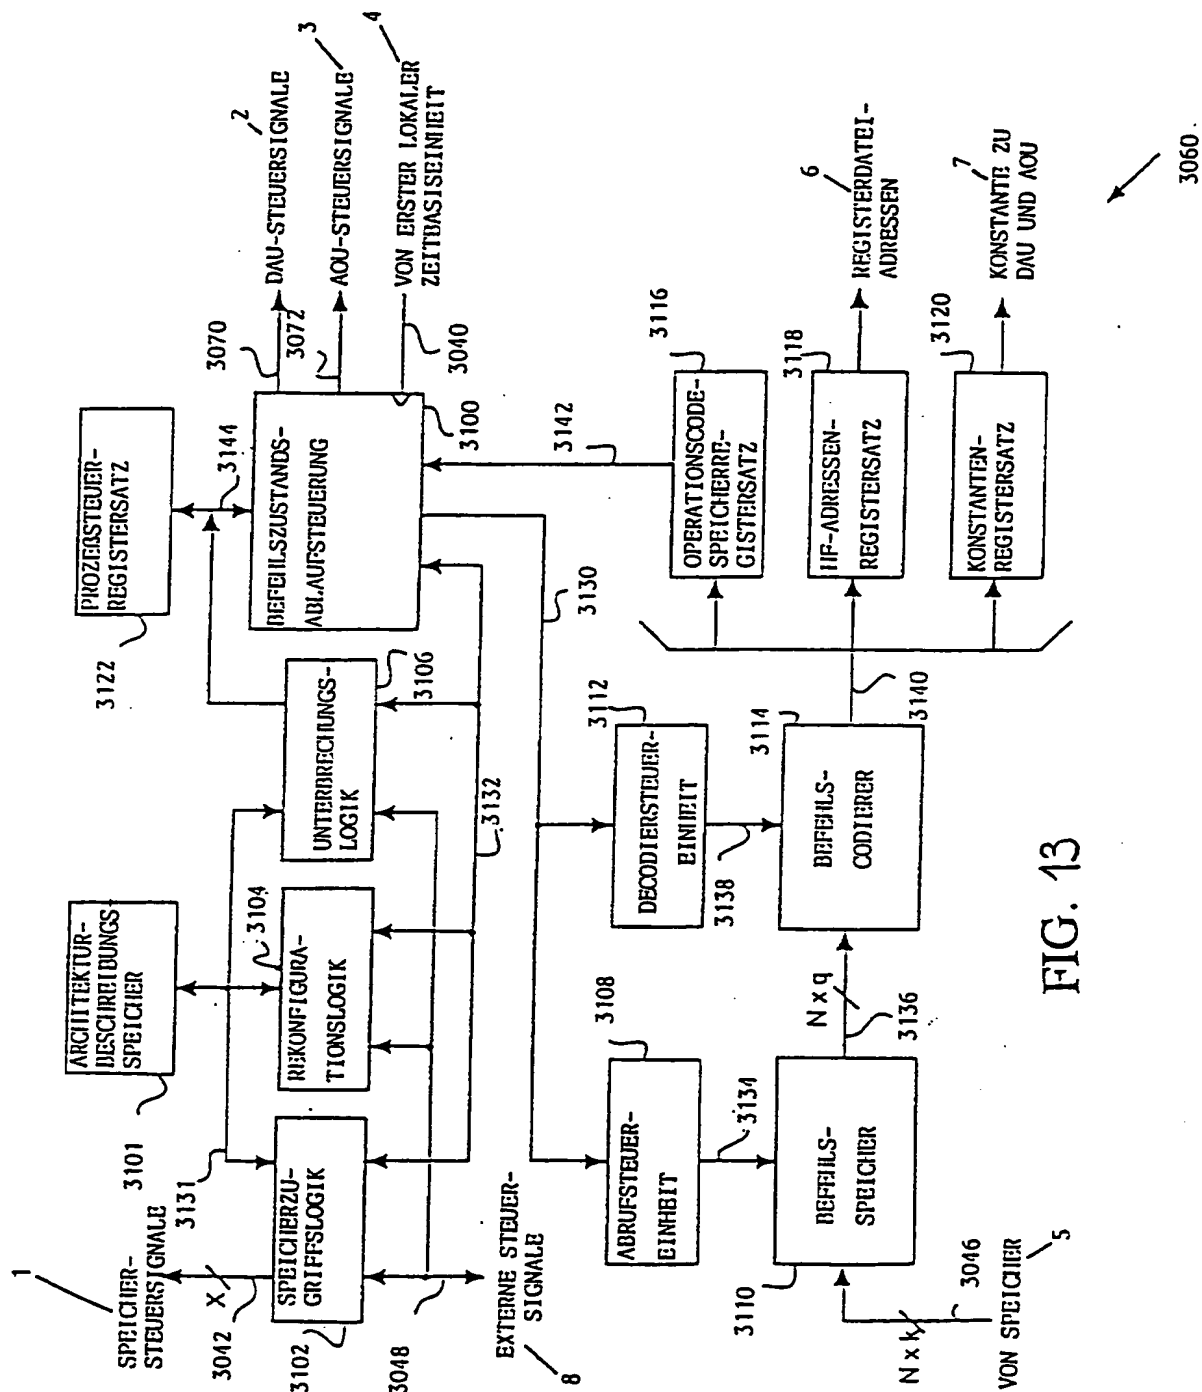 1
SPEICHER-
STEUERSIGNALE
X
3042
3102
SPEICHERZU-
GRIFFSLOGIK
3048
EXTERNE STEUER-
SIGNALE
8
3131
3101
ARCHITEKTUR-
BESCHREIBUNGS
SPEICHER
3104
REKONFIGURA-
TIONSLOGIK
UNTERBRECHUNGS-
LOGIK
3106
3132
3122
PROZEßSTEUER-
REGISTERSATZ
3144
BEFEHLSZUSTANDS-
ABLAUFSTEUERUNG
3100
3070
DAU-STEUERSIGNALE
2
3072
AOU-STEUERSIGNALE
3
3040
VON ERSTER LOKALER
ZEITBASISEINHEIT
4
3130
3142
ABRUFSTEUER-
EINHEIT
3108
3134
BEFEHLS-
SPEICHER
3110
N x k
3046
VON SPEICHER
5
N x q
3136
3112
DECODIERSTEUER-
EINHEIT
3138
3114
BEFEHLS-
CODIERER
3140
OPERATIONSCODE-
SPEICHERRE-
GISTERSATZ
3116
HF-ADRESSEN-
REGISTERSATZ
3118
6
REGISTERDATEI-
ADRESSEN
KONSTANTEN-
REGISTERSATZ
3120
7
KONSTANTE ZU
DAU UND AOU
3060
FIG. 13